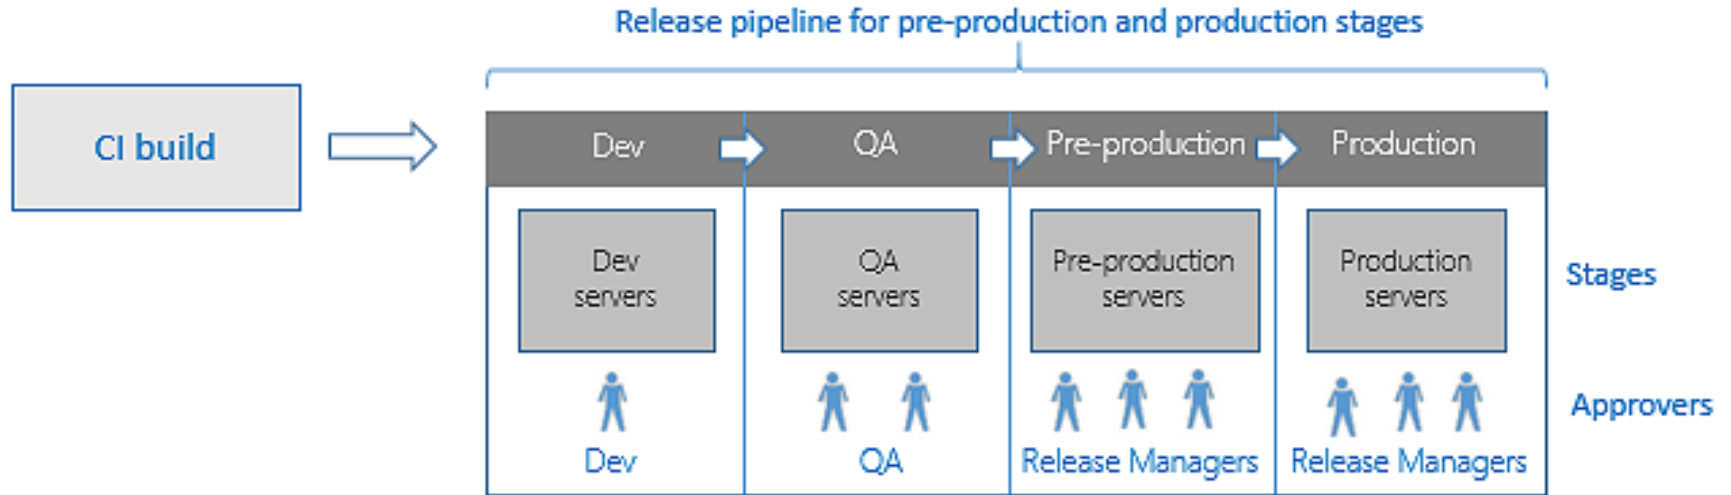 Release pipeline for pre-production and production stages
CI build
Dev
QA
Pre-production
Production
Dev
servers
QA
servers
Pre-production
servers
Production
servers
Stages
Approvers
Dev
QA
Release Managers
Release Managers